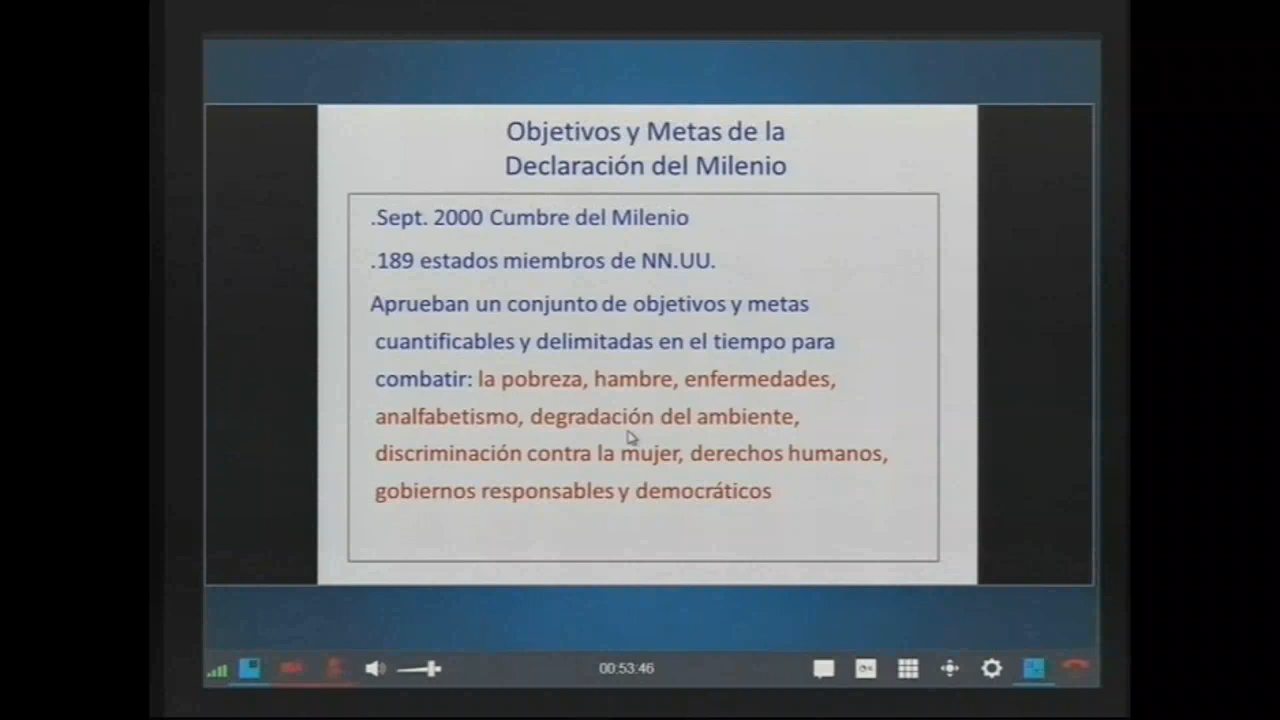 Objetivos y Metas de la
Declaración del Milenio
.Sept. 2000 Cumbre del Milenio
.189 estados miembros de NN.UU.
Aprueban un conjunto de objetivos y metas
cuantificables y delimitadas en el tiempo para
combatir: la pobreza, hambre, enfermedades,
analfabetismo, degradación del ambiente,
discriminación contra la mujer, derechos humanos,
gobiernos responsables y democráticos
00:53:46